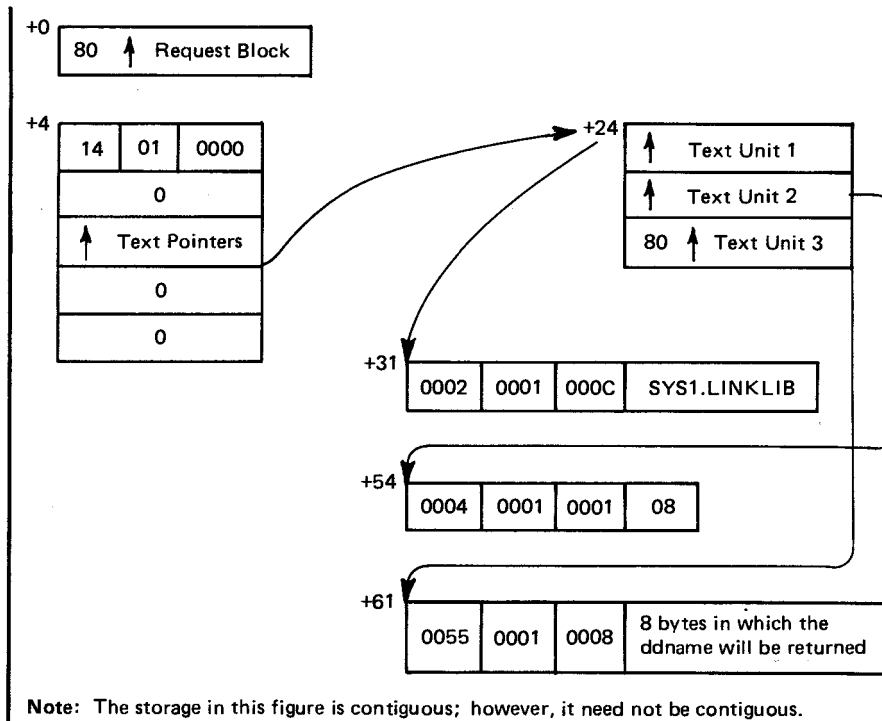 +0
80 ↑ Request Block
+4
14 01 0000
0
↑ Text Pointers
0
0
+24
↑ Text Unit 1
↑ Text Unit 2
80 ↑ Text Unit 3
+31
0002 0001 000C SYS1.LINKLIB
+54
0004 0001 0001 08
+61
0055 0001 0008 8 bytes in which the
ddname will be returned
Note: The storage in this figure is contiguous; however, it need not be contiguous.